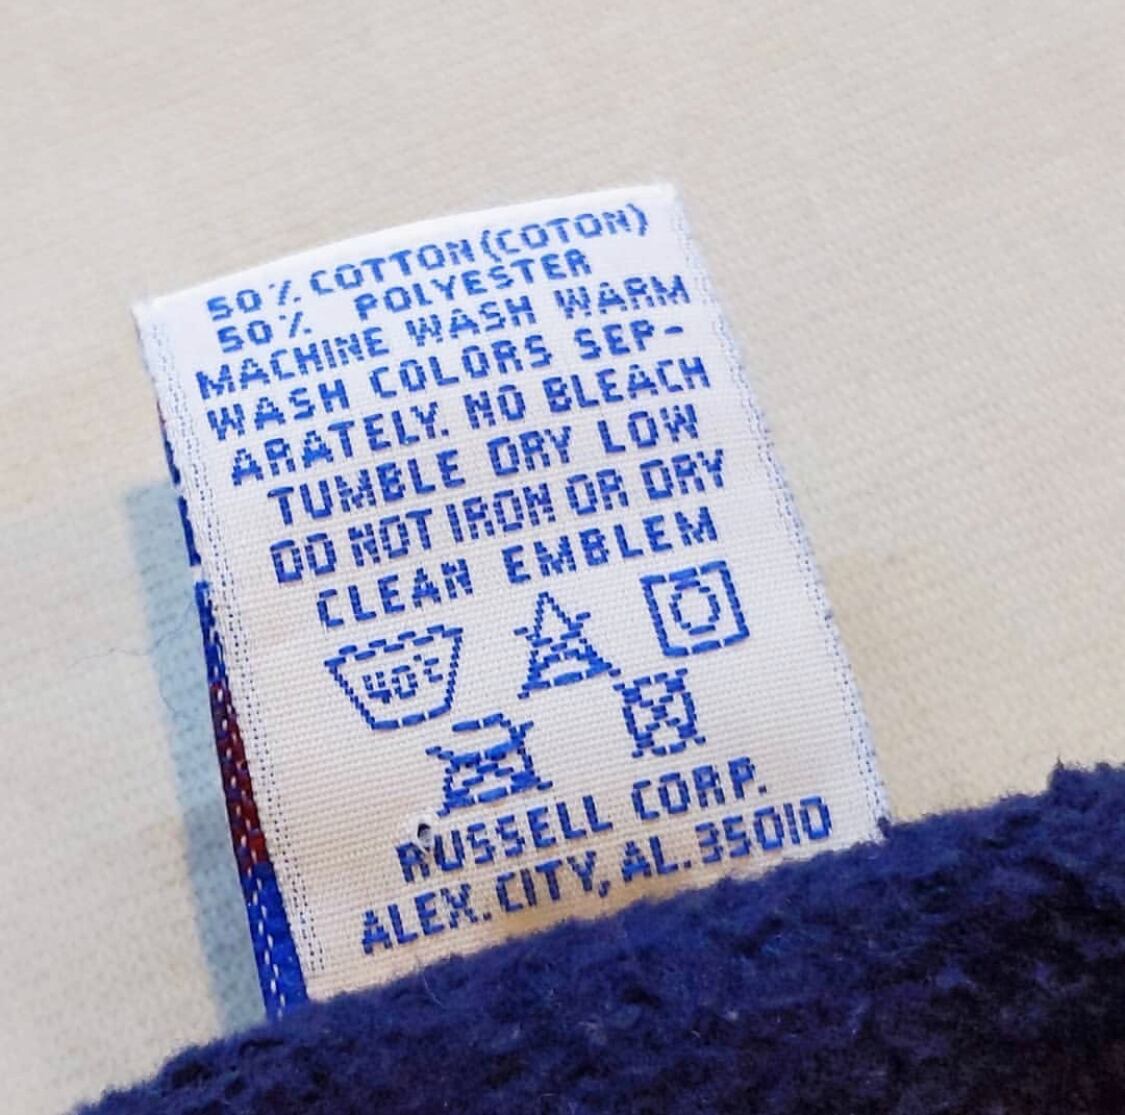 50% COTTON(COTON)
50% POLYESTER
MACHINE WASH WARM
WASH COLORS SEP-
ARATELY. NO BLEACH
TUMBLE DRY LOW
DO NOT IRON OR DRY
CLEAN EMBLEM
40°C
RUSSELL CORP.
ALEX. CITY, AL. 35010